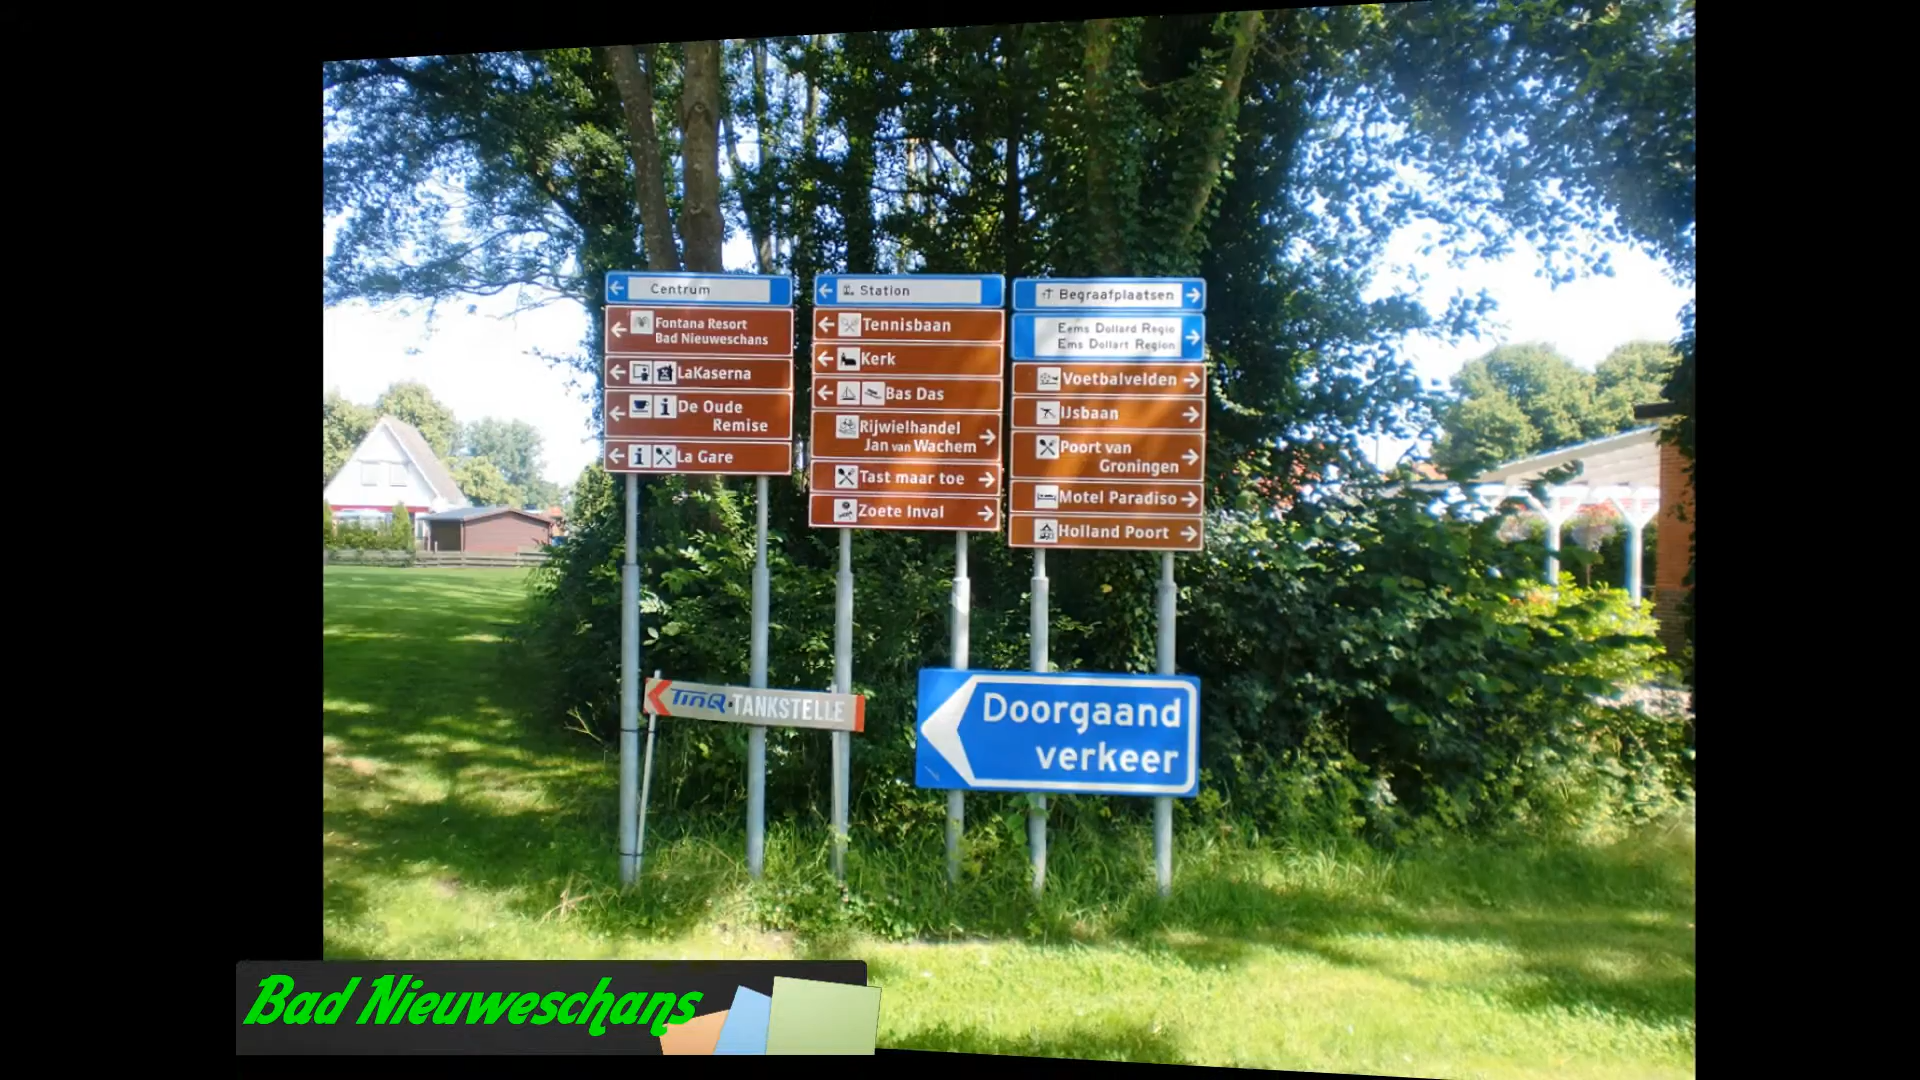 Centrum
Fontana Resort
Bad Nieuweschans
LaKaserna
De Oude
Remise
La Gare
Station
Tennisbaan
Kerk
Bas Das
Rijwielhandel
Jan van Wachem
Tast maar toe
Zoete Inval
Begraafplaatsen
Eems Dollard Regio
Ems Dollart Region
Voetbalvelden
IJsbaan
Poort van
Groningen
Motel Paradiso
Holland Poort
TinQ TANKSTELLE
Doorgaand
verkeer
Bad Nieuweschans